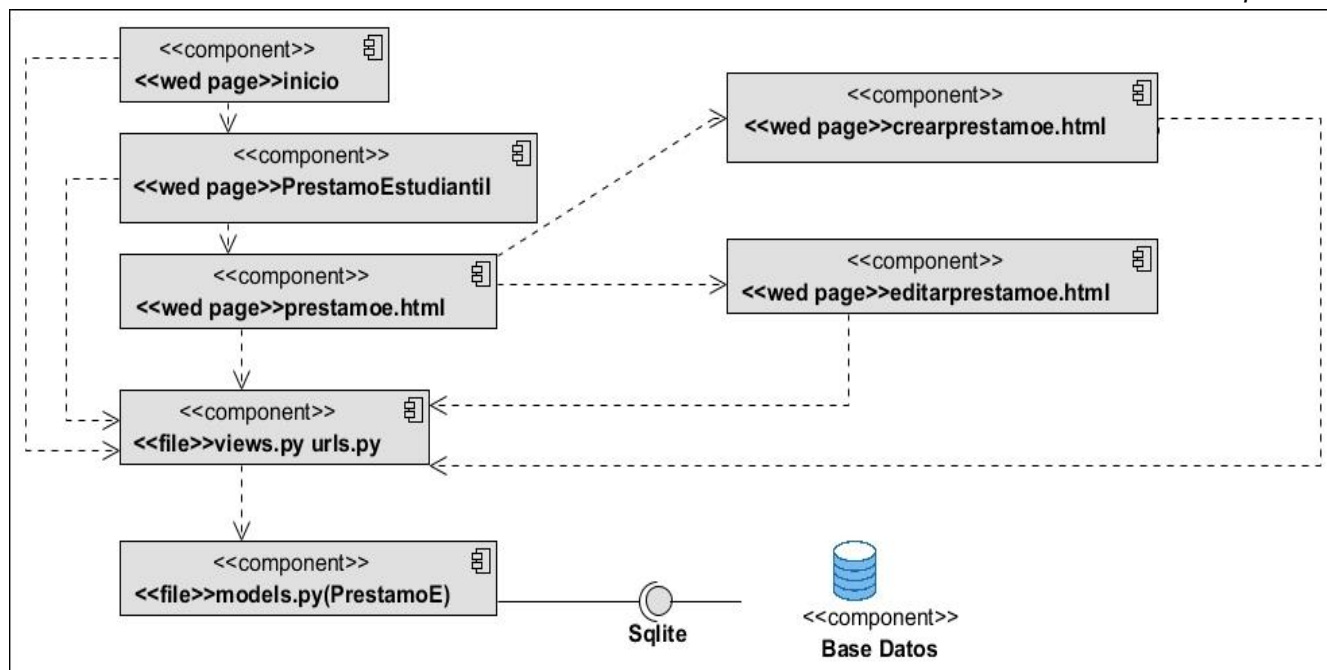 <<component>>
<<wed page>>inicio
<<component>>
<<wed page>>PrestamoEstudiantil
<<component>>
<<wed page>>prestamoe.html
<<component>>
<<wed page>>crearprestamoe.html
<<component>>
<<wed page>>editarprestamoe.html
<<component>>
<<file>>views.py urls.py
<<component>>
<<file>>models.py(PrestamoE)
Sqlite
<<component>>
Base Datos